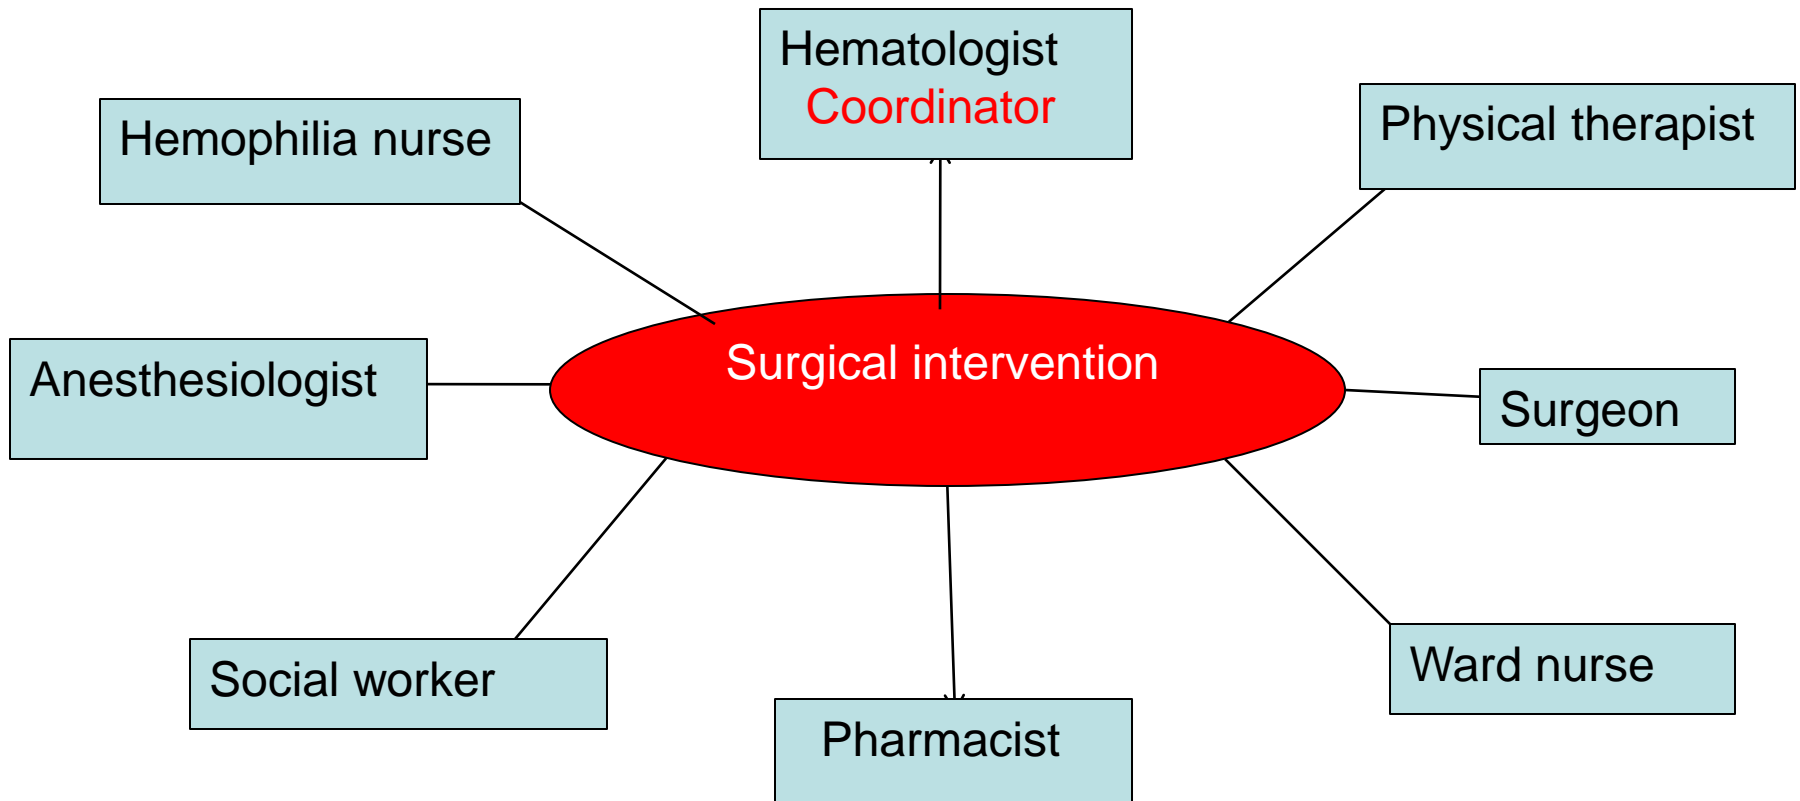 Hematologist
Coordinator
Hemophilia nurse
Physical therapist
Surgical intervention
Anesthesiologist
Surgeon
Social worker
Ward nurse
Pharmacist